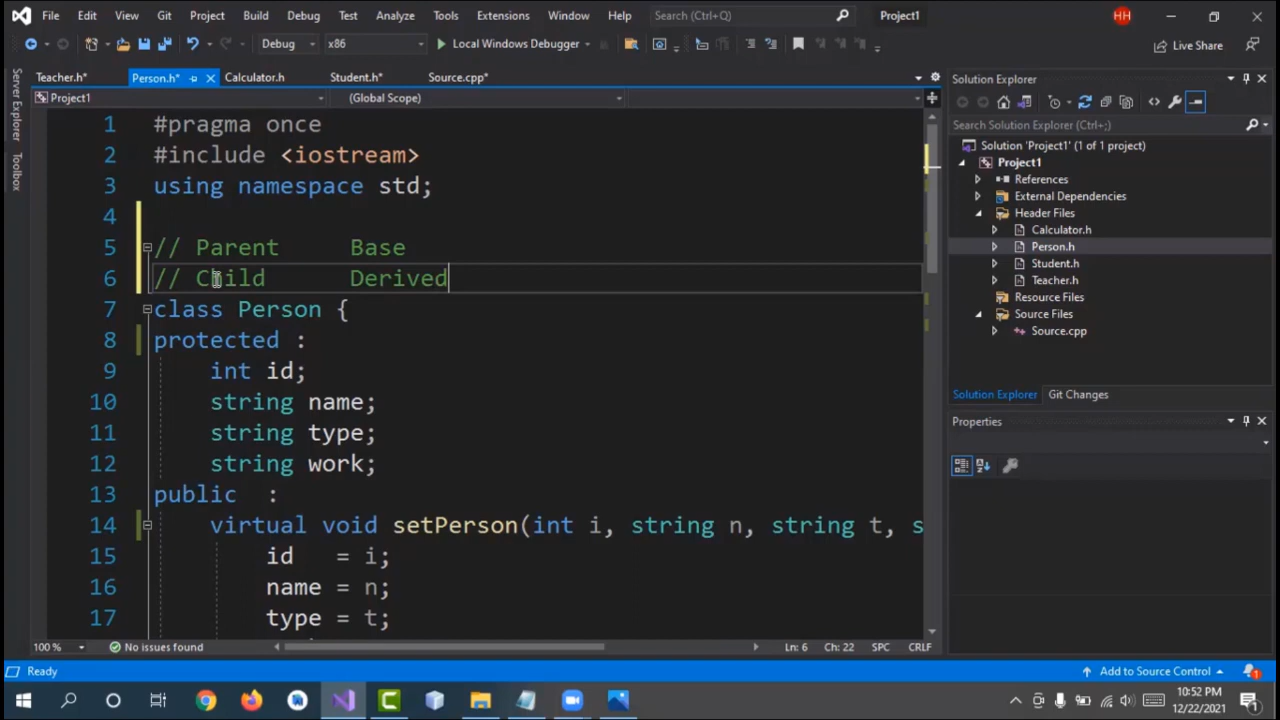 File Edit View Git Project Build Debug Test Analyze Tools Extensions Window Help Search (Ctrl+Q) Project1 HH
Debug x86 Local Windows Debugger Live Share
Teacher.h* Person.h* Calculator.h Student.h* Source.cpp*
Project1 (Global Scope)
1 #pragma once
2 #include <iostream>
3 using namespace std;
4
5 // Parent Base
6 // Child Derived
7 class Person {
8 protected :
9 int id;
10 string name;
11 string type;
12 string work;
13 public :
14 virtual void setPerson(int i, string n, string t, s
15 id = i;
16 name = n;
17 type = t;
100 % No issues found Ln: 6 Ch: 22 SPC CRLF
Server Explorer
Toolbox
Solution Explorer
Search Solution Explorer (Ctrl+;)
Solution 'Project1' (1 of 1 project)
Project1
References
External Dependencies
Header Files
Calculator.h
Person.h
Student.h
Teacher.h
Resource Files
Source Files
Source.cpp
Solution Explorer Git Changes
Properties
Ready Add to Source Control 1
10:52 PM
12/22/2021 1